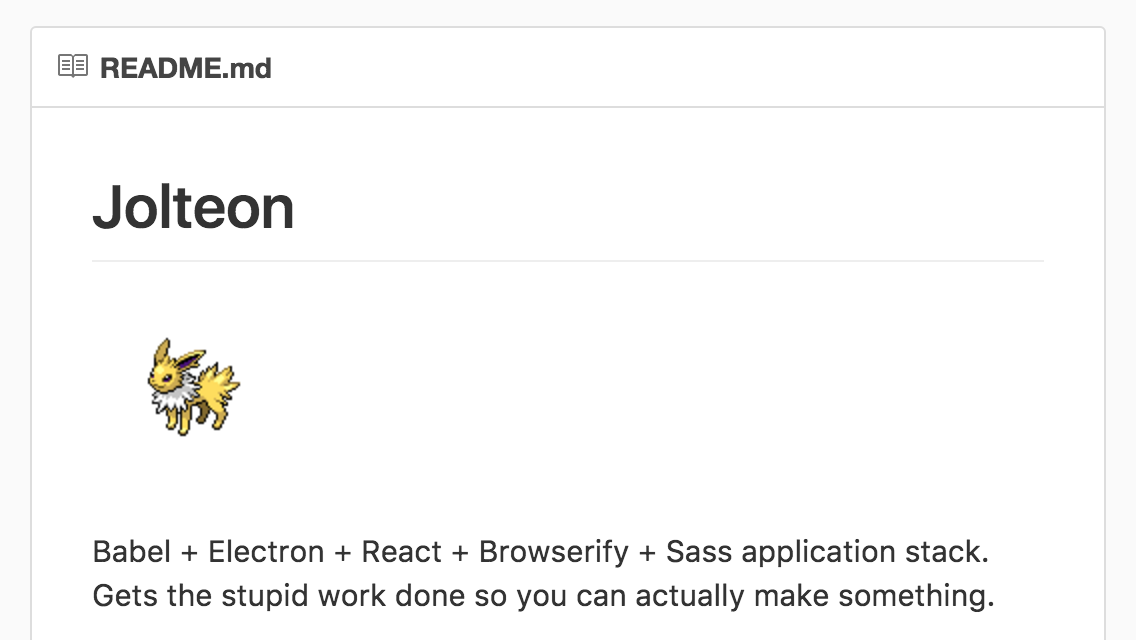 README.md
Jolteon
Babel + Electron + React + Browserify + Sass application stack.
Gets the stupid work done so you can actually make something.